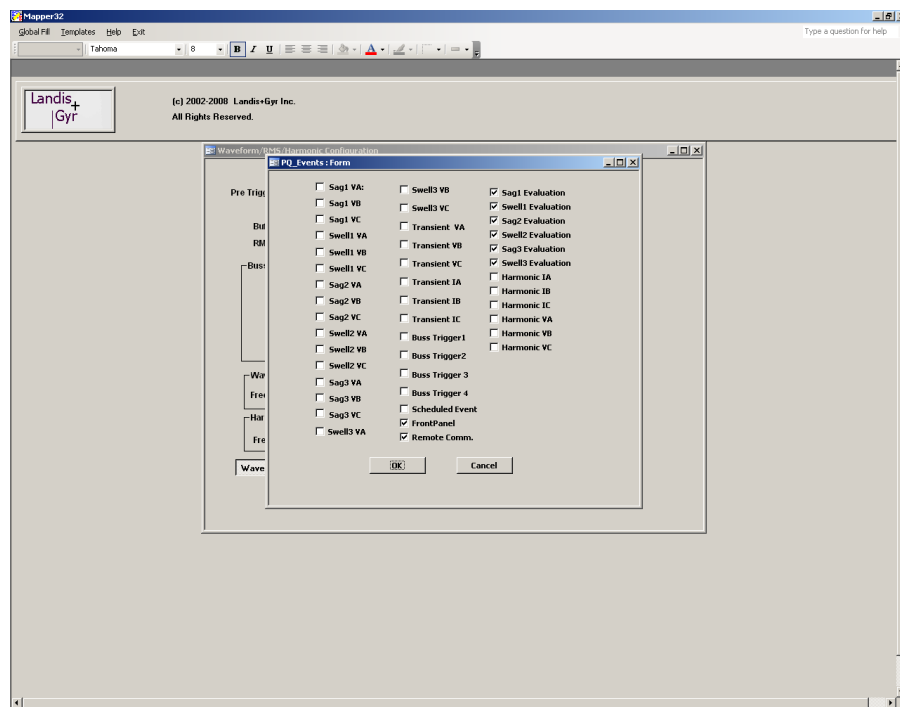 Mapper32
Global Fill Templates Help Exit
Type a question for help
Tahoma 8 B I U A
Landis+
Gyr
(c) 2002-2008 Landis+Gyr Inc.
All Rights Reserved.
Waveform/RMS/Harmonic Configuration
PQ_Events : Form
Pre Trigg
Buf
RM
Buss
Wav
Free
Har
Fre
Wave
Sag1 VA:
Sag1 VB
Sag1 VC
Swell1 VA
Swell1 VB
Swell1 VC
Sag2 VA
Sag2 VB
Sag2 VC
Swell2 VA
Swell2 VB
Swell2 VC
Sag3 VA
Sag3 VB
Sag3 VC
Swell3 VA
Swell3 VB
Swell3 VC
Transient VA
Transient VB
Transient VC
Transient IA
Transient IB
Transient IC
Buss Trigger1
Buss Trigger2
Buss Trigger 3
Buss Trigger 4
Scheduled Event
FrontPanel
Remote Comm.
Sag1 Evaluation
Swell1 Evaluation
Sag2 Evaluation
Swell2 Evaluation
Sag3 Evaluation
Swell3 Evaluation
Harmonic IA
Harmonic IB
Harmonic IC
Harmonic VA
Harmonic VB
Harmonic VC
OK Cancel